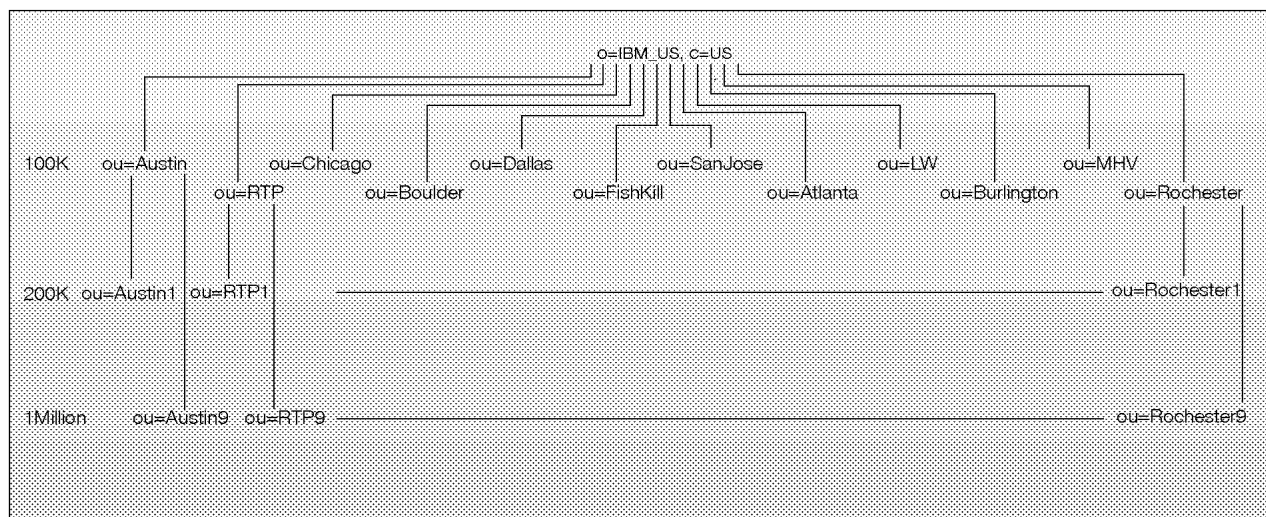 o=IBM_US, c=US
100K ou=Austin ou=Chicago ou=Dallas ou=SanJose ou=LW ou=MHV
ou=RTP ou=Boulder ou=FishKill ou=Atlanta ou=Burlington ou=Rochester
200K ou=Austin1 ou=RTP1 ou=Rochester1
1Million ou=Austin9 ou=RTP9 ou=Rochester9